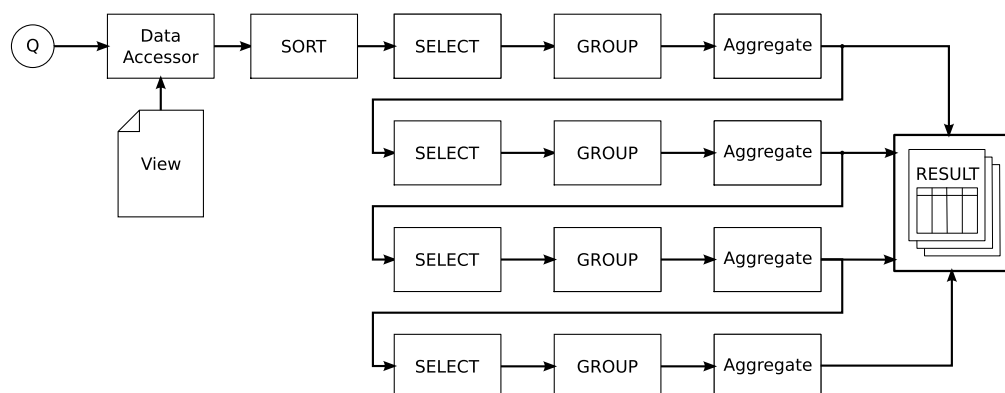 Q
Data
Accessor
SORT
SELECT
GROUP
Aggregate
View
SELECT
GROUP
Aggregate
RESULT
SELECT
GROUP
Aggregate
SELECT
GROUP
Aggregate